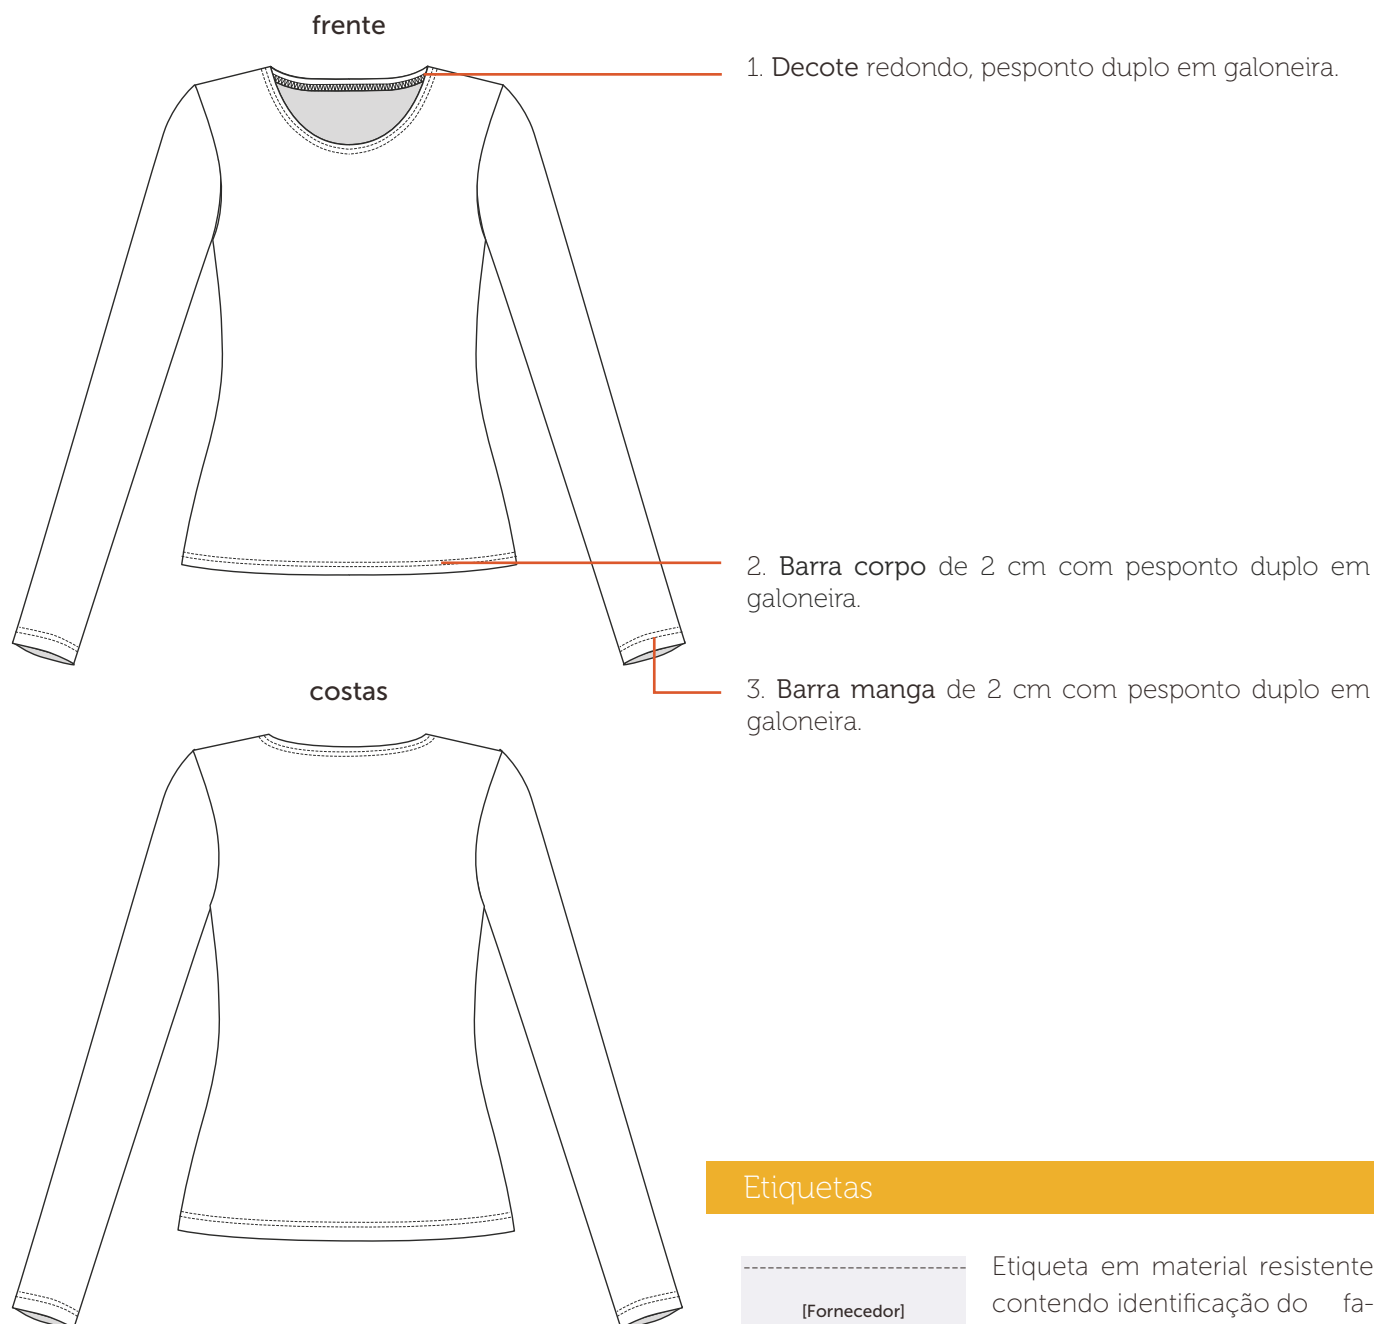 frente
1. Decote redondo, pesponto duplo em galoneira.
2. Barra corpo de 2 cm com pesponto duplo em
galoneira.
3. Barra manga de 2 cm com pesponto duplo em
galoneira.
costas
Etiquetas
[Fornecedor]
Etiqueta em material resistente
contendo identificação do fa-